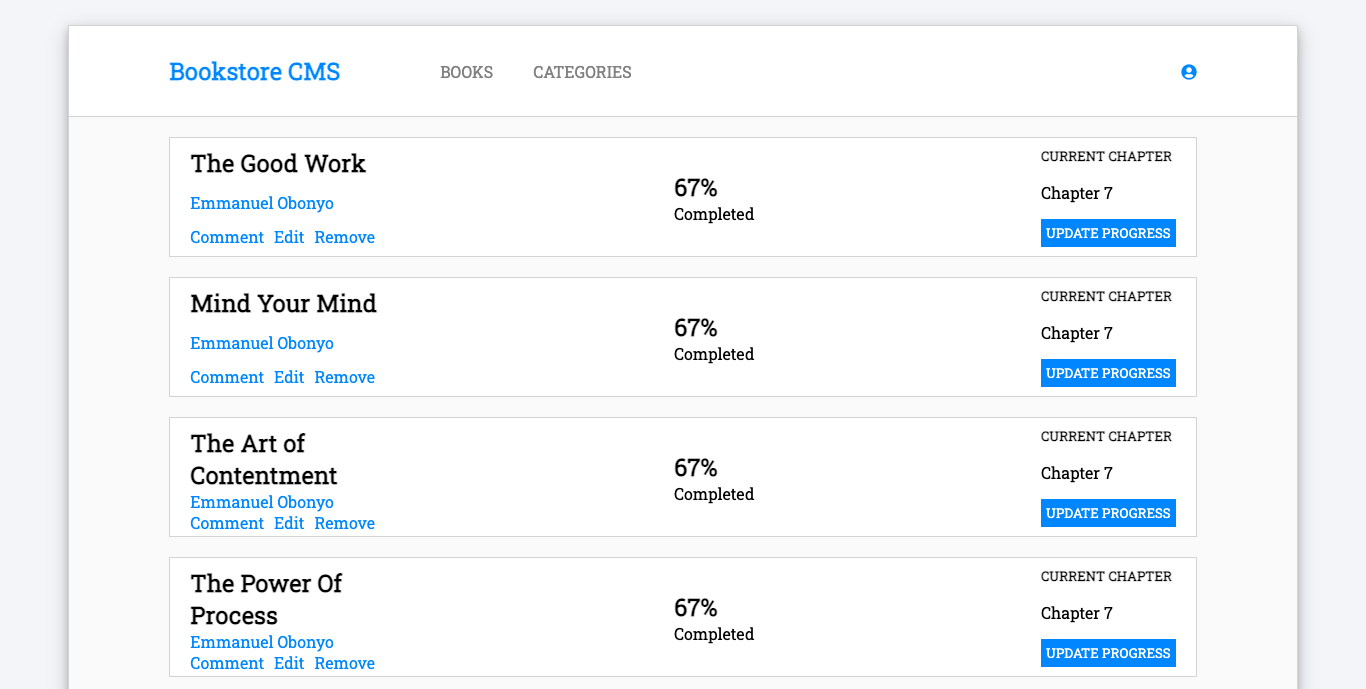 Bookstore CMS BOOKS CATEGORIES
The Good Work
Emmanuel Obonyo
Comment Edit Remove
67%
Completed
CURRENT CHAPTER
Chapter 7
UPDATE PROGRESS
Mind Your Mind
Emmanuel Obonyo
Comment Edit Remove
67%
Completed
CURRENT CHAPTER
Chapter 7
UPDATE PROGRESS
The Art of
Contentment
Emmanuel Obonyo
Comment Edit Remove
67%
Completed
CURRENT CHAPTER
Chapter 7
UPDATE PROGRESS
The Power Of
Process
Emmanuel Obonyo
Comment Edit Remove
67%
Completed
CURRENT CHAPTER
Chapter 7
UPDATE PROGRESS